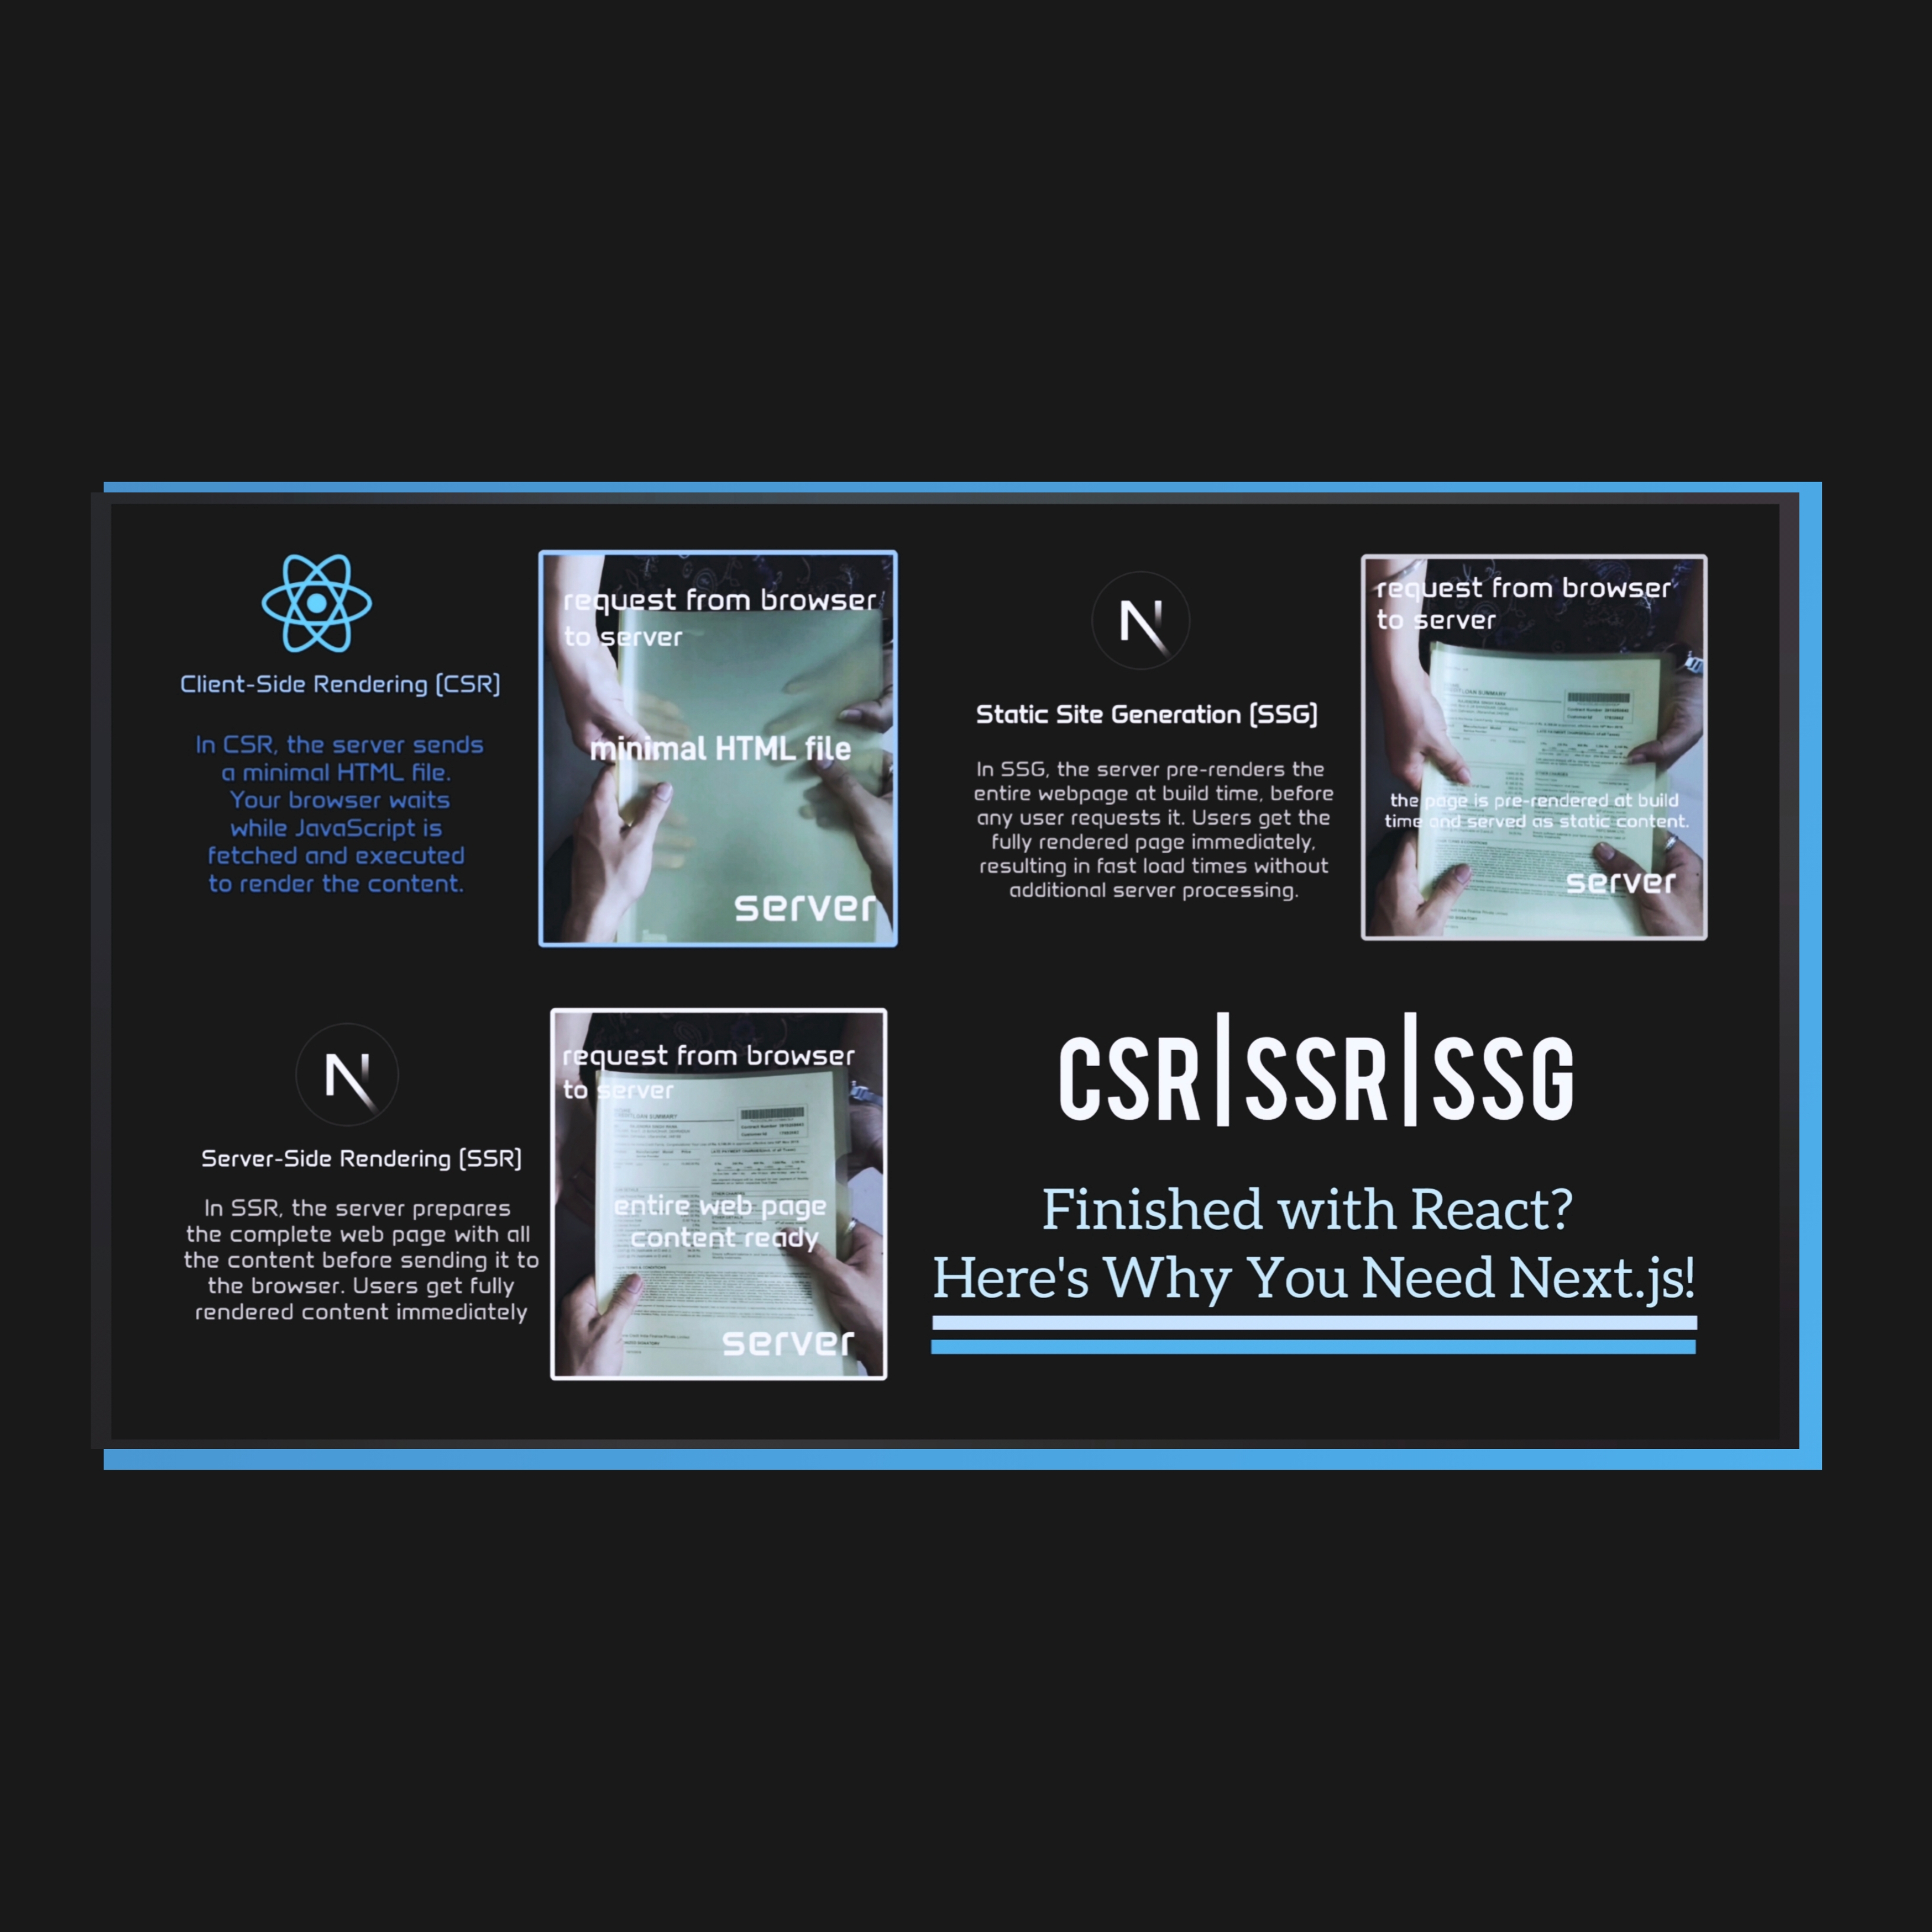 Client-Side Rendering (CSR)
In CSR, the server sends
a minimal HTML file.
Your browser waits
while JavaScript is
fetched and executed
to render the content.
request from browser
to server
minimal HTML file
server
N
Static Site Generation (SSG)
In SSG, the server pre-renders the
entire webpage at build time, before
any user requests it. Users get the
fully rendered page immediately,
resulting in fast load times without
additional server processing.
request from browser
to server
LOAN SUMMARY
the page is pre-rendered at build
time and served as static content.
server
N
Server-Side Rendering (SSR)
In SSR, the server prepares
the complete web page with all
the content before sending it to
the browser. Users get fully
rendered content immediately
request from browser
to server
LOAN SUMMARY
entire web page
content ready
server
CSR|SSR|SSG
Finished with React?
Here's Why You Need Next.js!